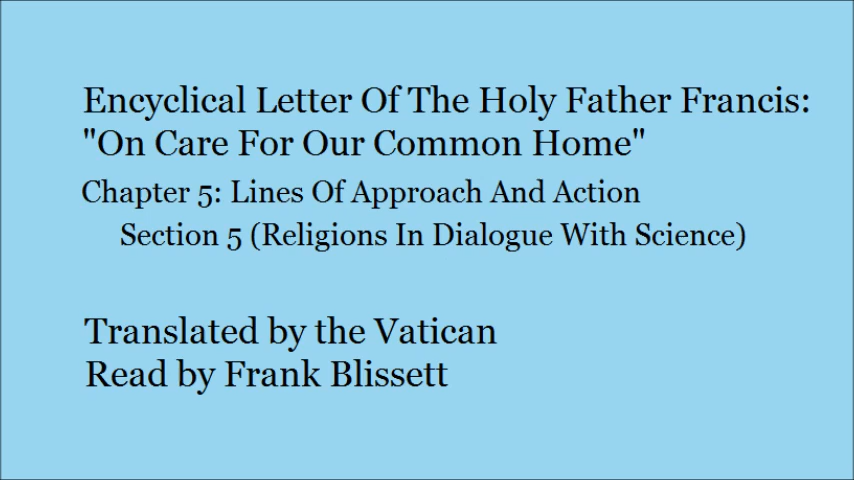 Encyclical Letter Of The Holy Father Francis:
"On Care For Our Common Home"
Chapter 5: Lines Of Approach And Action
Section 5 (Religions In Dialogue With Science)
Translated by the Vatican
Read by Frank Blissett